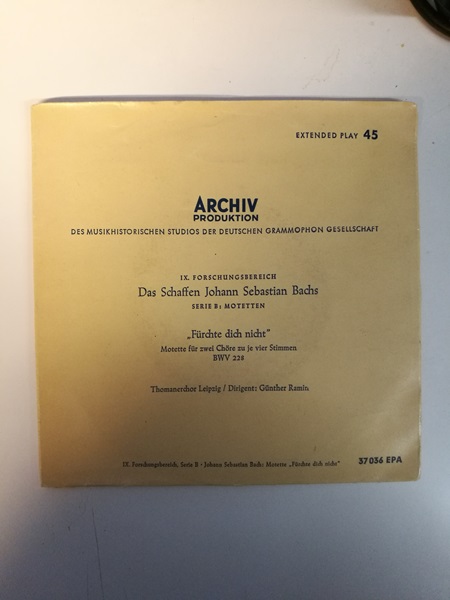 EXTENDED PLAY 45
ARCHIV
PRODUKTION
DES MUSIKHISTORISCHEN STUDIOS DER DEUTSCHEN GRAMMOPHON GESELLSCHAFT
IX. FORSCHUNGSBEREICH
Das Schaffen Johann Sebastian Bachs
SERIE B: MOTETTEN
„Fürchte dich nicht"
Motette für zwei Chöre zu je vier Stimmen
BWV 228
Thomanerchor Leipzig / Dirigent: Günther Ramin
IX. Forschungsbereich, Serie B · Johann Sebastian Bach: Motette „Fürchte dich nicht"
37036 EPA